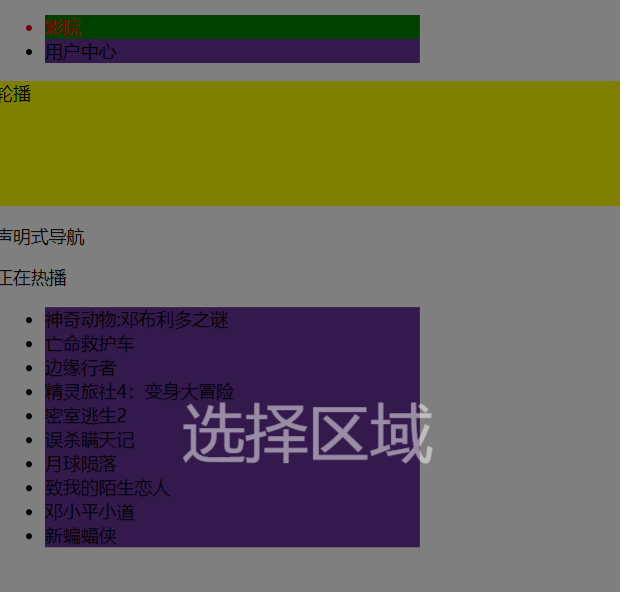 影院
用户中心
轮播
声明式导航
正在热播
神奇动物:邓布利多之谜
亡命救护车
边缘行者
精灵旅社4：变身大冒险
密室逃生2
误杀瞒天记
月球陨落
致我的陌生恋人
邓小平小道
新蝙蝠侠
选择区域